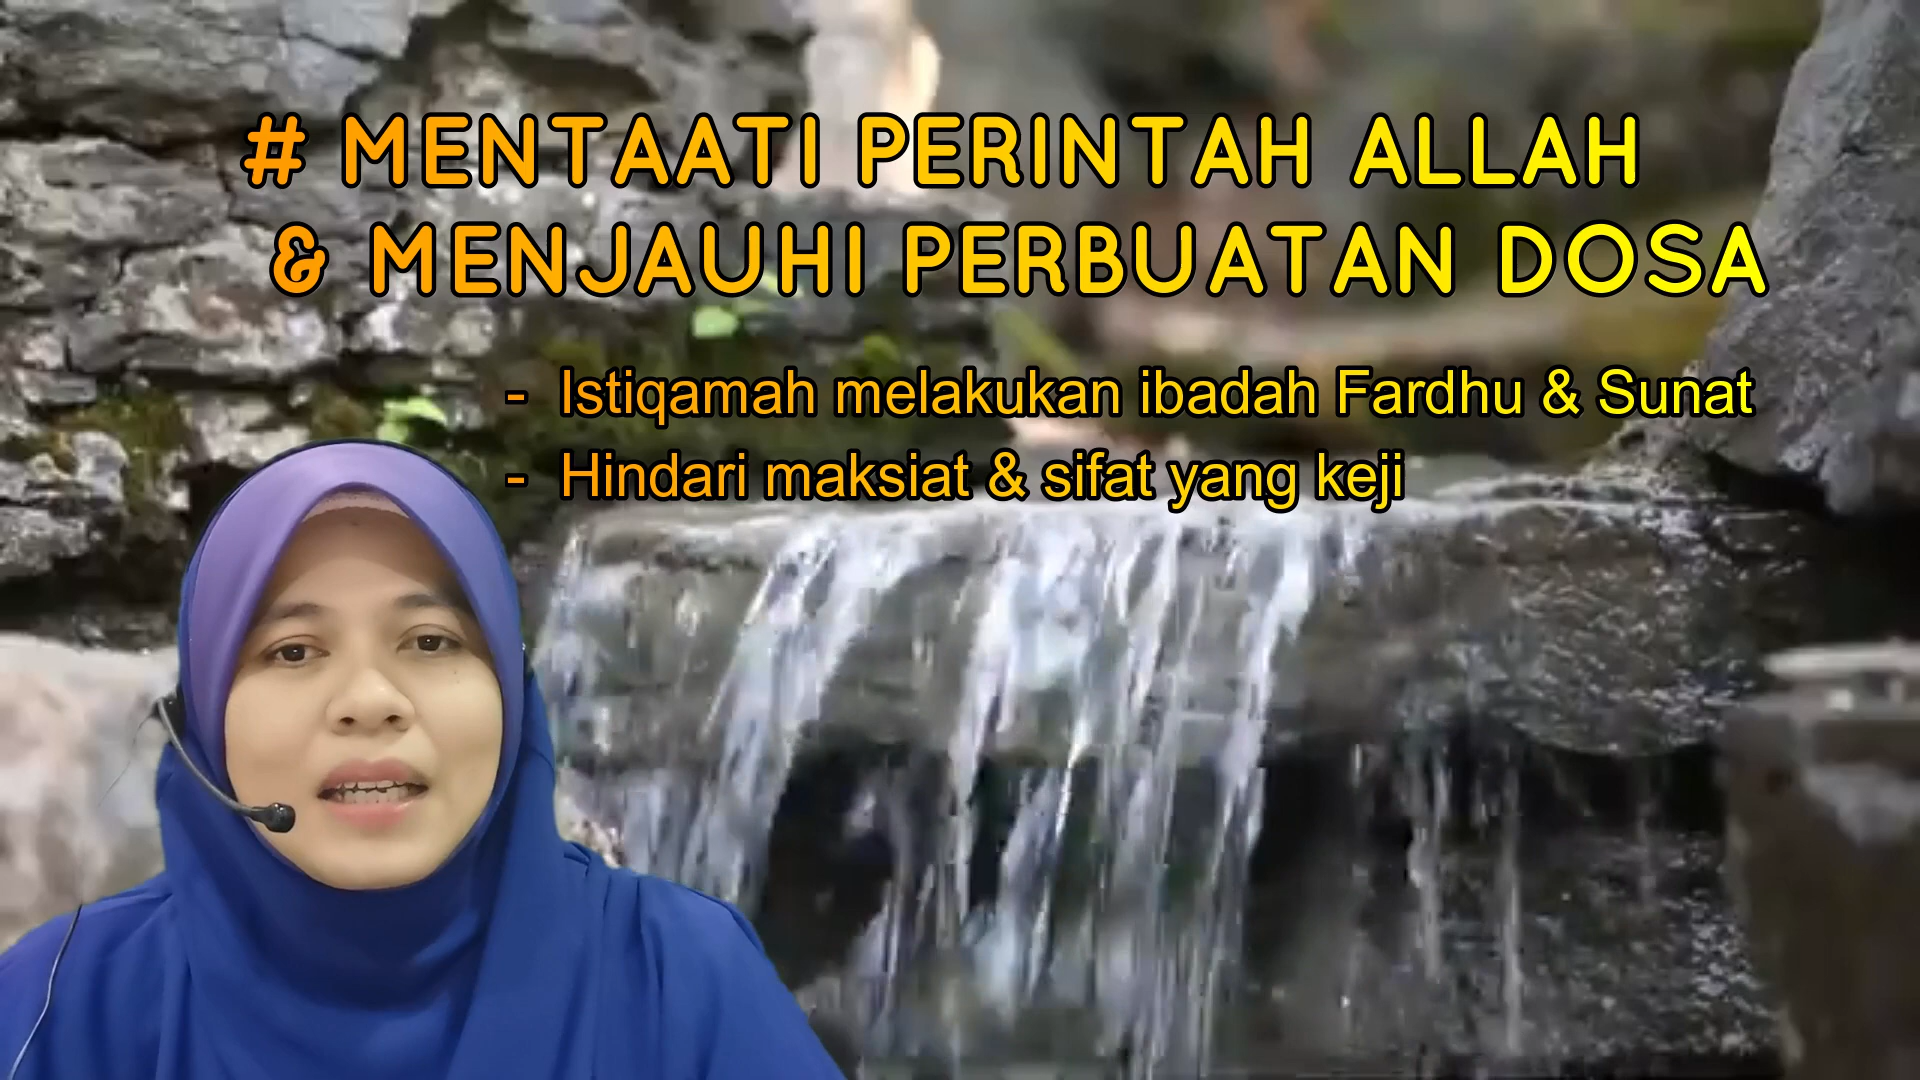 # MENTAATI PERINTAH ALLAH
& MENJAUHI PERBUATAN DOSA
- Istiqamah melakukan ibadah Fardhu & Sunat
- Hindari maksiat & sifat yang keji